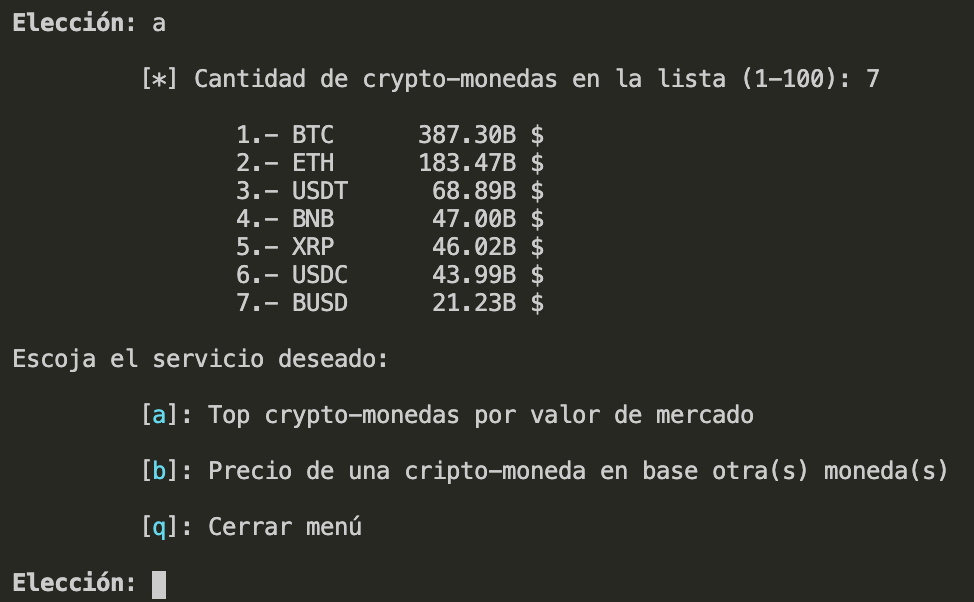 Elección: a
[*] Cantidad de crypto-monedas en la lista (1-100): 7
1.- BTC 387.30B $
2.- ETH 183.47B $
3.- USDT 68.89B $
4.- BNB 47.00B $
5.- XRP 46.02B $
6.- USDC 43.99B $
7.- BUSD 21.23B $
Escoja el servicio deseado:
[a]: Top crypto-monedas por valor de mercado
[b]: Precio de una cripto-moneda en base otra(s) moneda(s)
[q]: Cerrar menú
Elección: